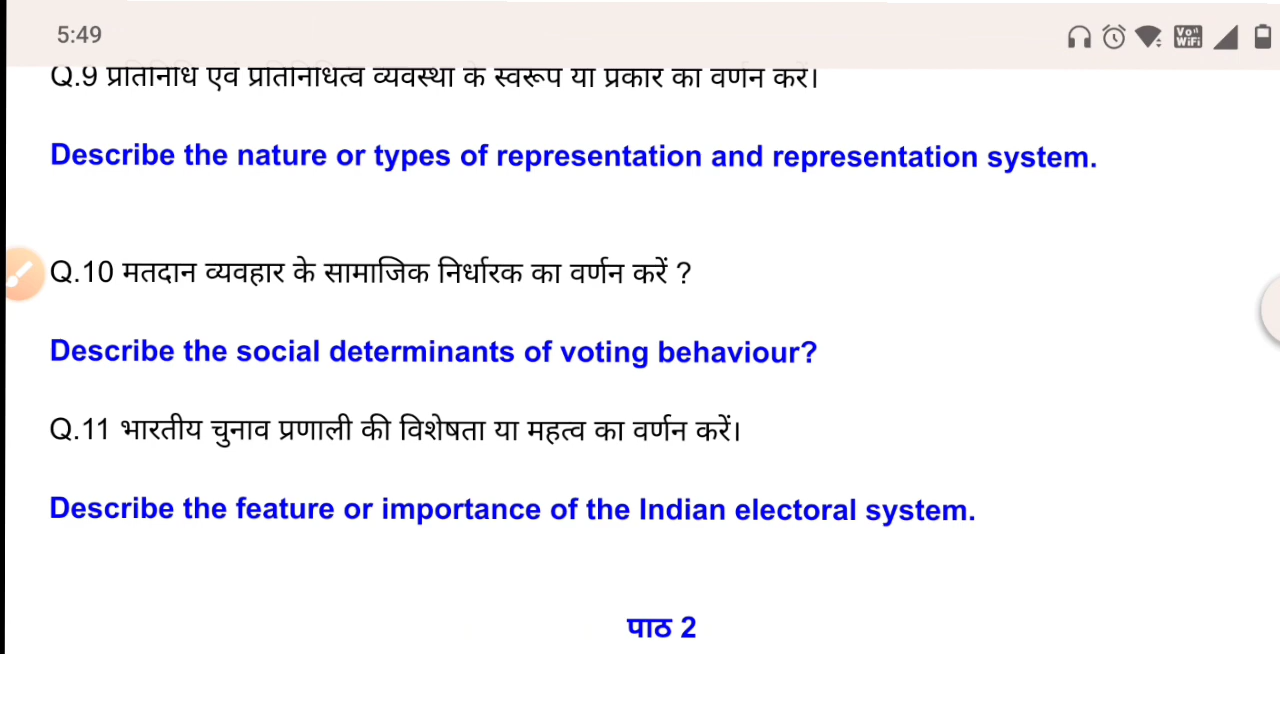 5:49
Vo WiFi
Q.9 प्रतिनिधि एव प्रतिनिधित्व व्यवस्था के स्वरूप या प्रकार का वर्णन करें।
Describe the nature or types of representation and representation system.
Q.10 मतदान व्यवहार के सामाजिक निर्धारक का वर्णन करें ?
Describe the social determinants of voting behaviour?
Q.11 भारतीय चुनाव प्रणाली की विशेषता या महत्व का वर्णन करें।
Describe the feature or importance of the Indian electoral system.
पाठ 2